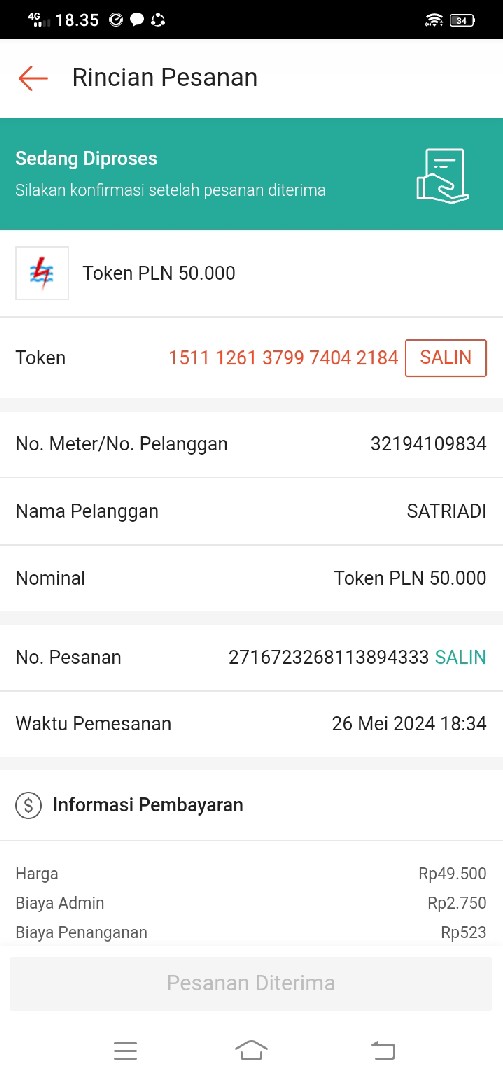 4G 18.35 34
Rincian Pesanan
Sedang Diproses
Silakan konfirmasi setelah pesanan diterima
Token PLN 50.000
Token 1511 1261 3799 7404 2184 SALIN
No. Meter/No. Pelanggan 32194109834
Nama Pelanggan SATRIADI
Nominal Token PLN 50.000
No. Pesanan 2716723268113894333 SALIN
Waktu Pemesanan 26 Mei 2024 18:34
$ Informasi Pembayaran
Harga Rp49.500
Biaya Admin Rp2.750
Biaya Penanganan Rp523
Pesanan Diterima